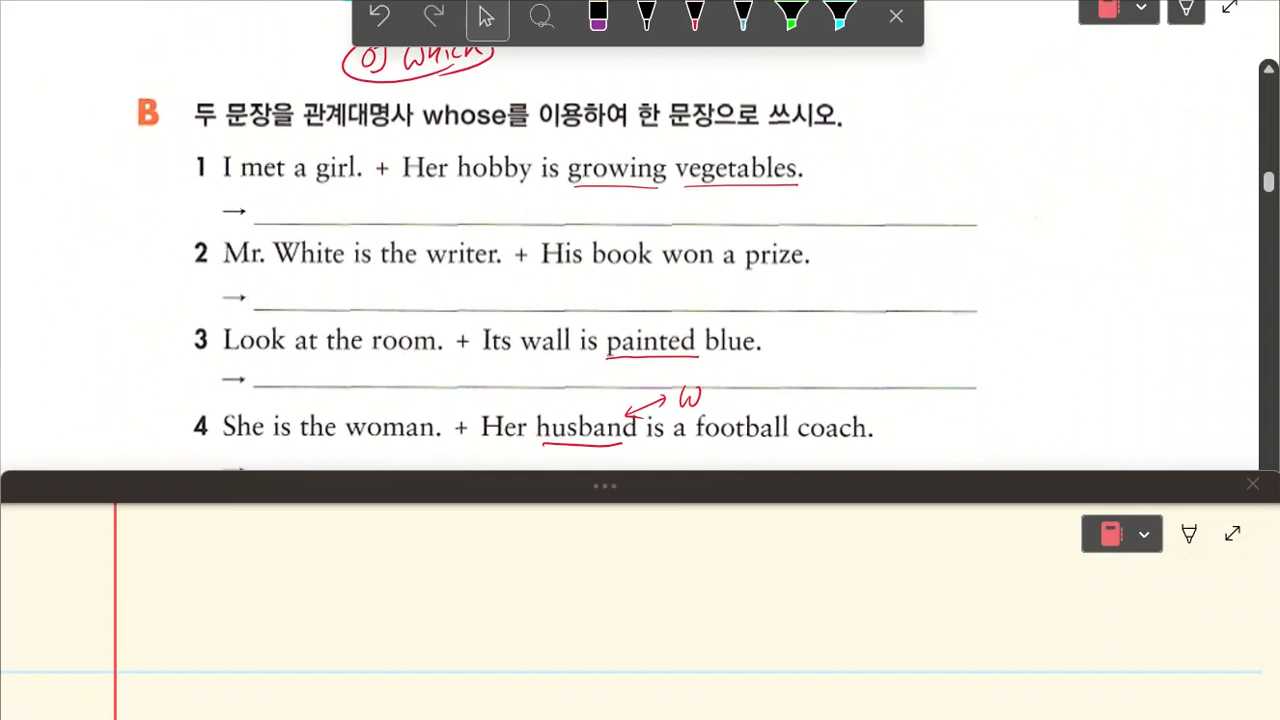 of which
B 두 문장을 관계대명사 whose를 이용하여 한 문장으로 쓰시오.
1 I met a girl. + Her hobby is growing vegetables.
→
2 Mr. White is the writer. + His book won a prize.
→
3 Look at the room. + Its wall is painted blue.
→
W
4 She is the woman. + Her husband is a football coach.
→